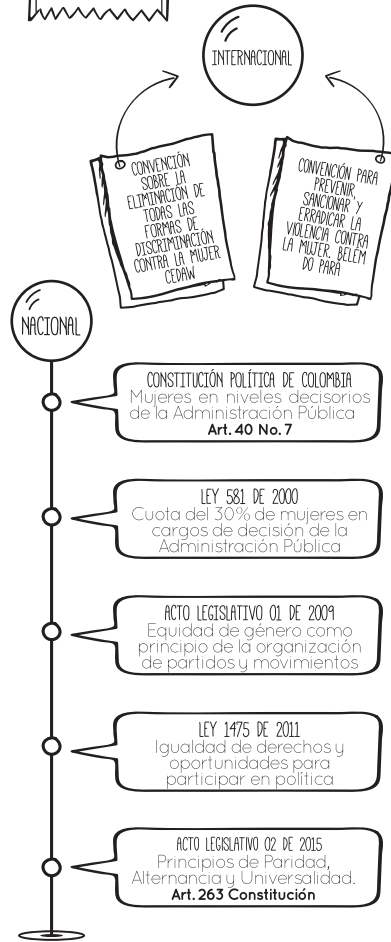 INTERNACIONAL
CONVENCIÓN
SOBRE LA
ELIMINACIÓN DE
TODAS LAS
FORMAS DE
DISCRIMINACIÓN
CONTRA LA MUJER
CEDAW
CONVENCIÓN PARA
PREVENIR,
SANCIONAR Y
ERRADICAR LA
VIOLENCIA CONTRA
LA MUJER. BELÉM
DO PARÁ
NACIONAL
CONSTITUCIÓN POLÍTICA DE COLOMBIA
Mujeres en niveles decisorios
de la Administración Pública
Art. 40 No. 7
LEY 581 DE 2000
Cuota del 30% de mujeres en
cargos de decisión de la
Administración Pública
ACTO LEGISLATIVO 01 DE 2009
Equidad de género como
principio de la organización
de partidos y movimientos
LEY 1475 DE 2011
Igualdad de derechos y
oportunidades para
participar en política
ACTO LEGISLATIVO 02 DE 2015
Principios de Paridad,
Alternancia y Universalidad.
Art. 263 Constitución